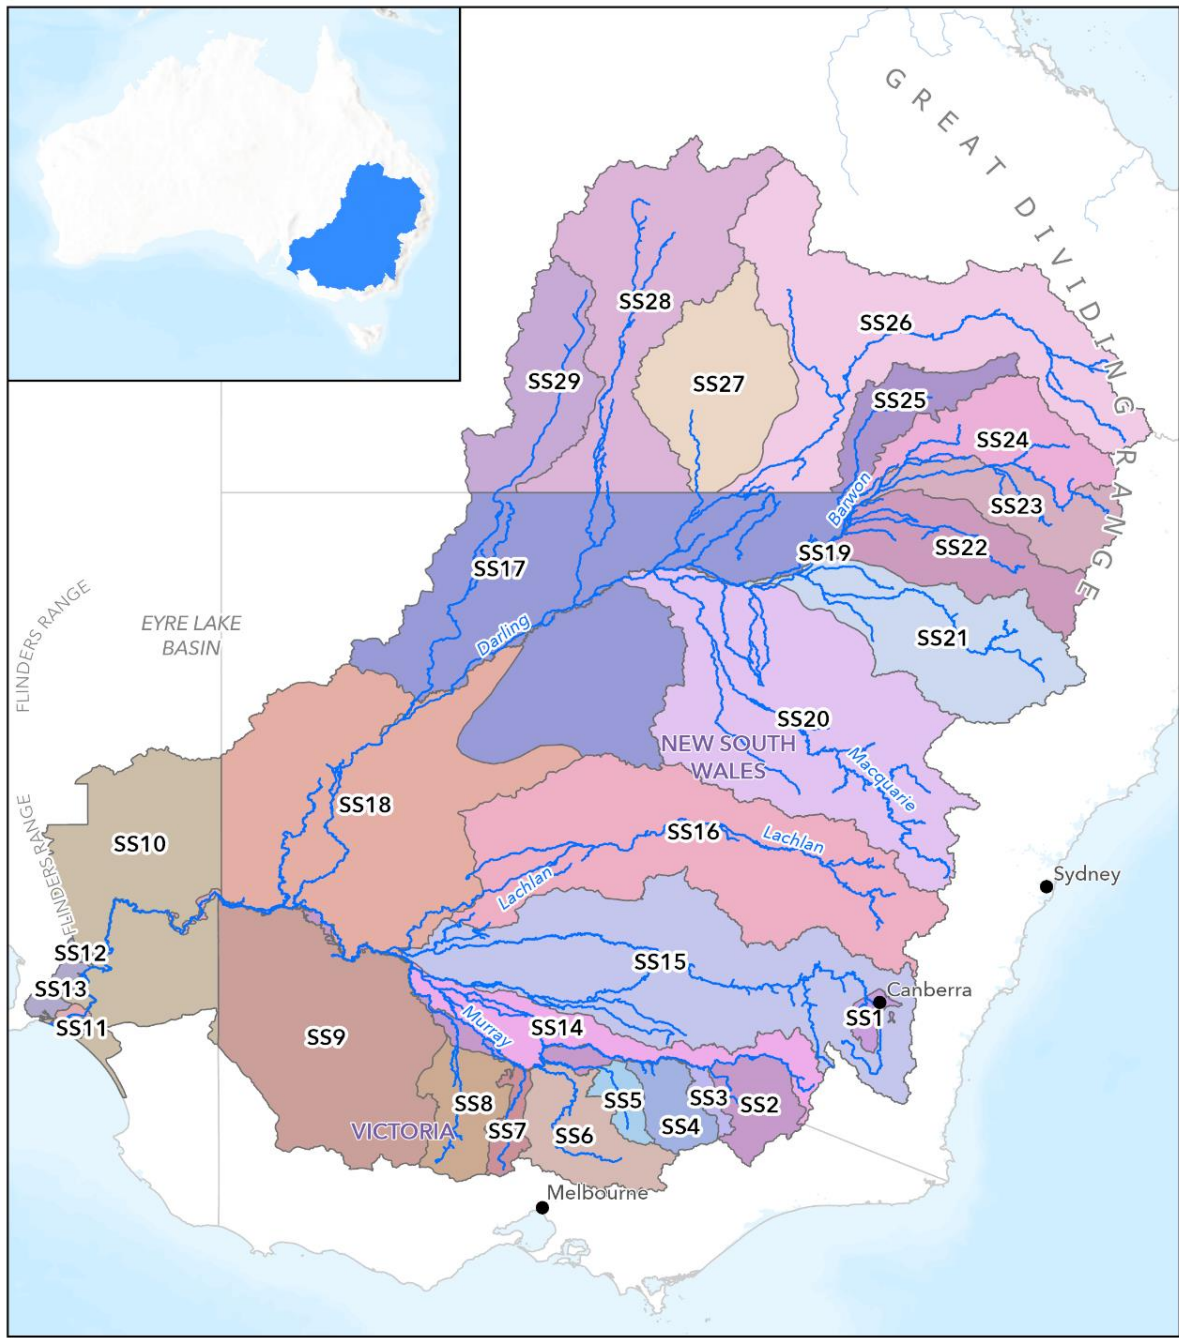 GREAT DIVIDING RANGE
SS28
SS26
SS29
SS27
SS25
SS24
Barwon
SS23
SS22
SS19
SS17
FLINDERS RANGE
EYRE LAKE
BASIN
Darling
SS21
SS20
NEW SOUTH
WALES
Macquarie
FLINDERS RANGE
SS18
SS10
SS16
Lachlan
Lachlan
Sydney
SS12
SS15
SS13
Canberra
SS11
SS1
SS9
Murray
SS14
SS8
SS5
SS3
SS2
VICTORIA
SS7
SS6
SS4
Melbourne